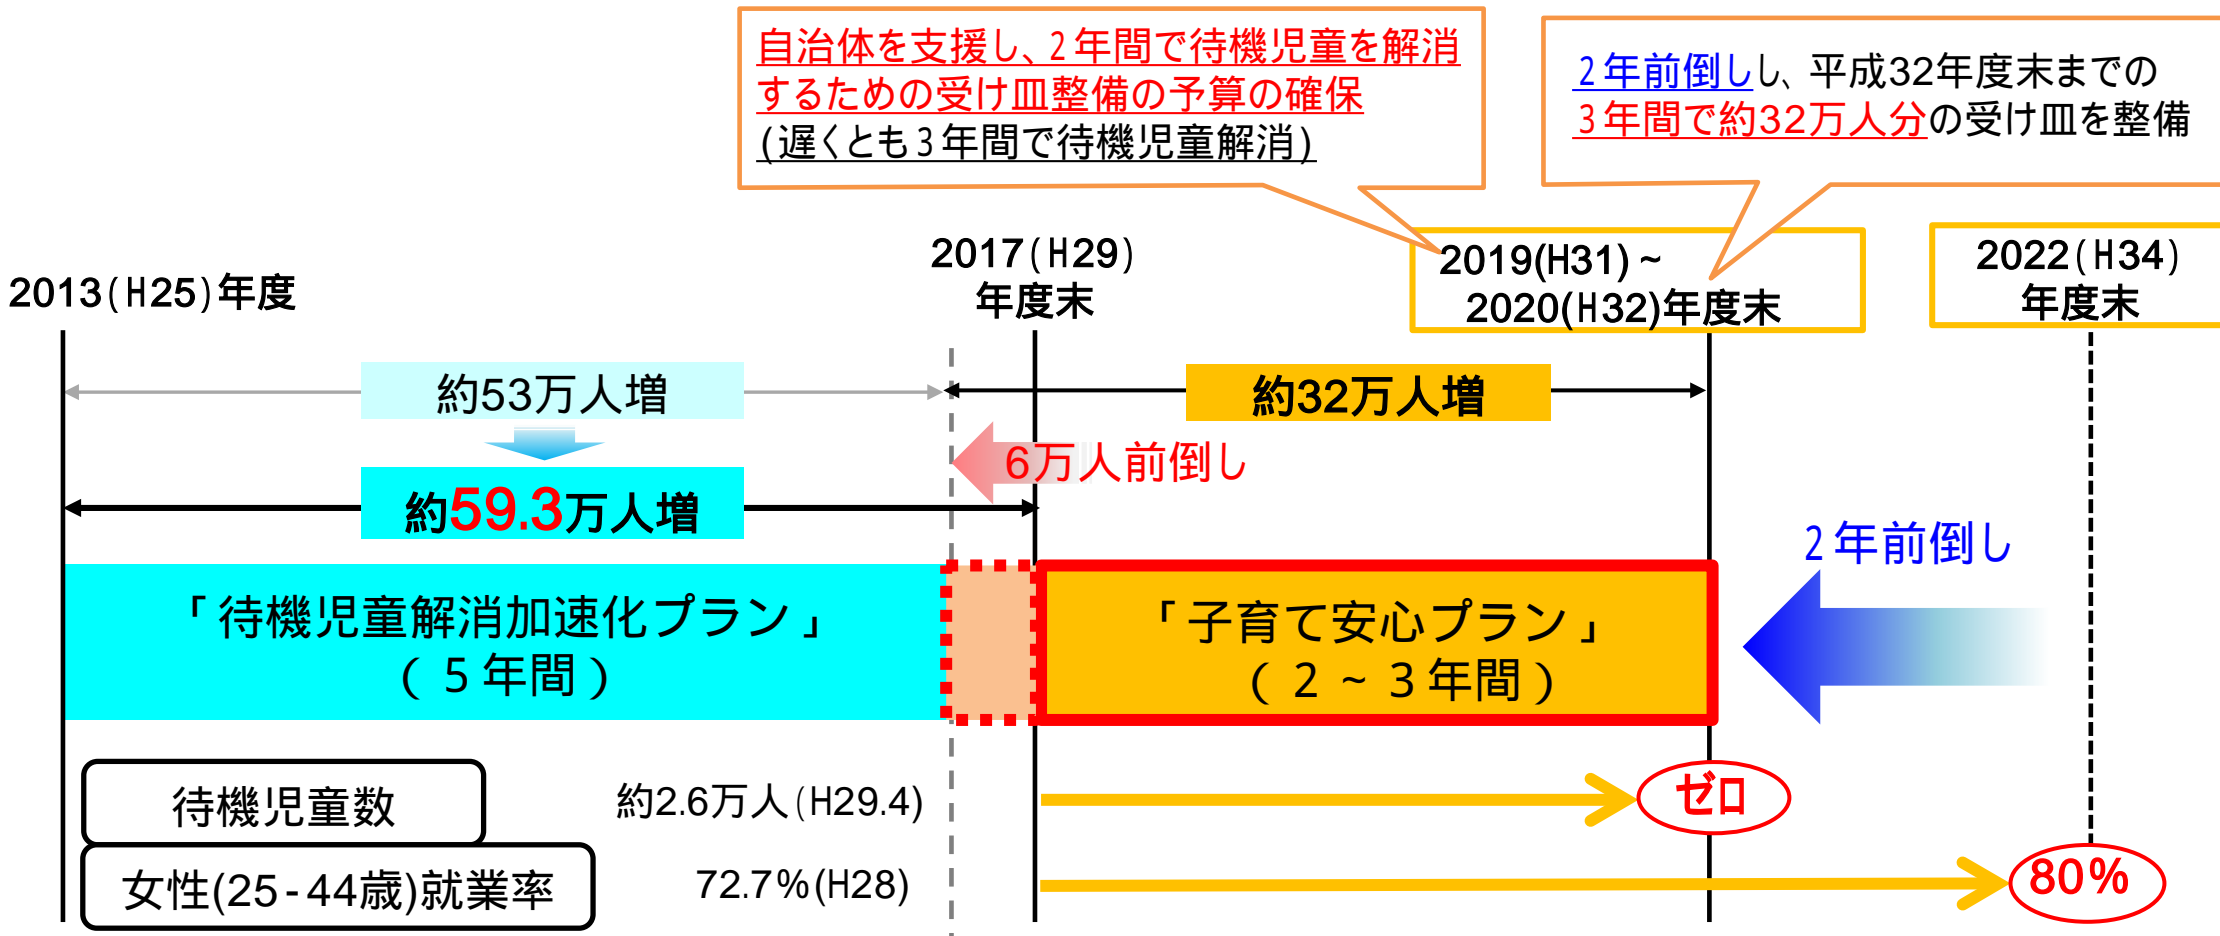 自治体を支援し、2年間で待機児童を解消
するための受け皿整備の予算の確保
(遅くとも3年間で待機児童解消)
2年前倒しし、平成32年度末までの
3年間で約32万人分の受け皿を整備
2013(H25)年度
2017(H29)
年度末
2019(H31)~
2020(H32)年度末
2022(H34)
年度末
約53万人増
約32万人増
6万人前倒し
約59.3万人増
2年前倒し
「待機児童解消加速化プラン」
(5年間)
「子育て安心プラン」
(2~3年間)
待機児童数
約2.6万人(H29.4)
ゼロ
女性(25-44歳)就業率
72.7%(H28)
80%